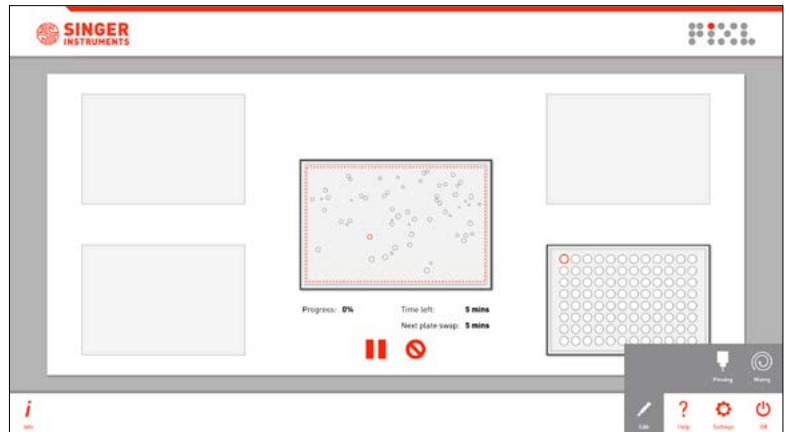 SINGER
INSTRUMENTS
PIXL
Progress: 0%
Time left: 5 mins
Next plate swap: 5 mins
Pinning
Mixing
i
Info
Edit
?
Help
Settings
Off